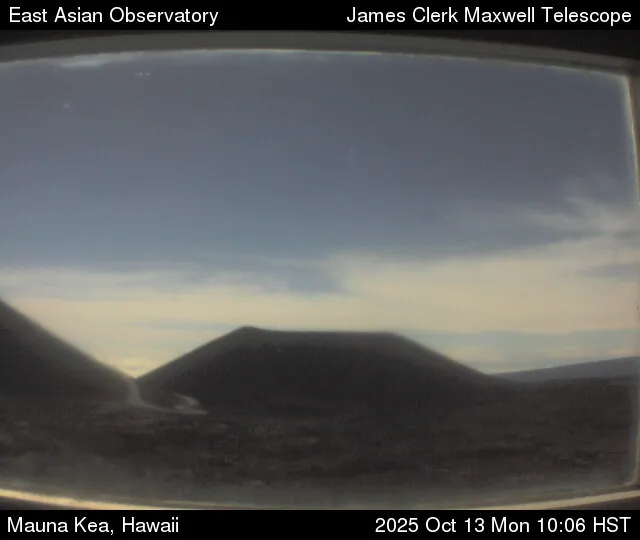 East Asian Observatory
James Clerk Maxwell Telescope
Mauna Kea, Hawaii
2025 Oct 13 Mon 10:06 HST